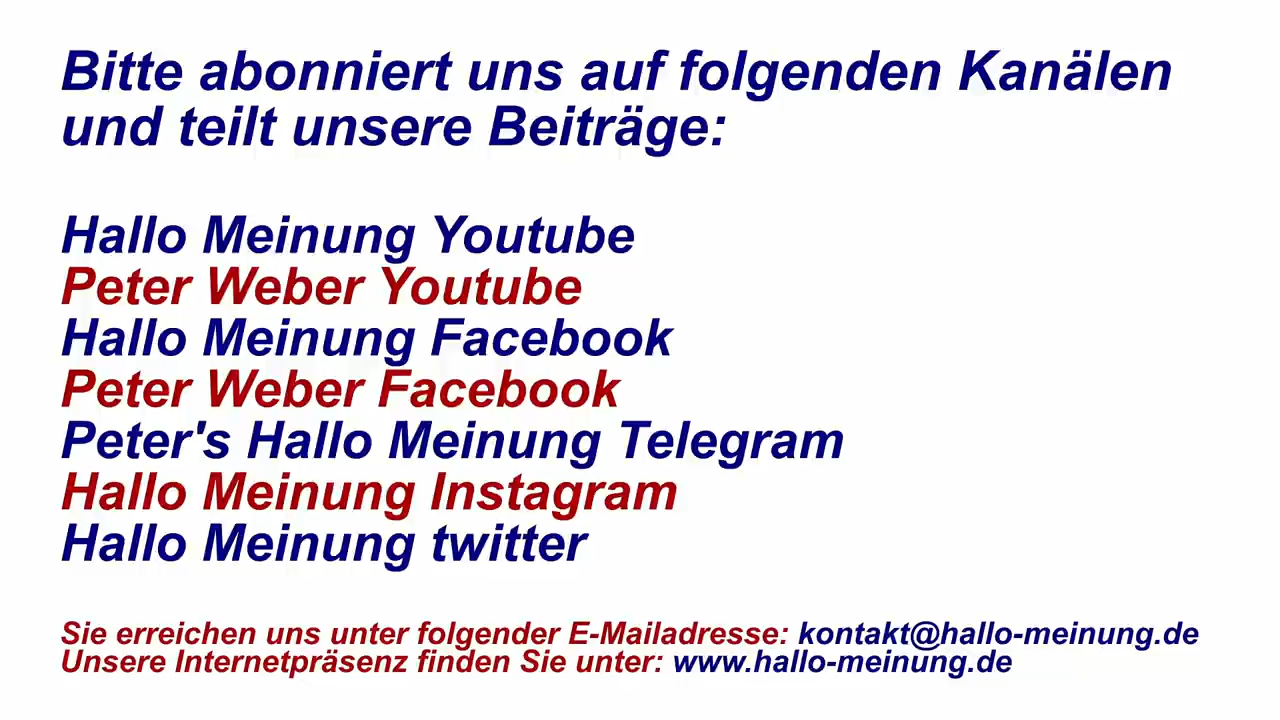 Bitte abonniert uns auf folgenden Kanälen
und teilt unsere Beiträge:
Hallo Meinung Youtube
Peter Weber Youtube
Hallo Meinung Facebook
Peter Weber Facebook
Peter's Hallo Meinung Telegram
Hallo Meinung Instagram
Hallo Meinung twitter
Sie erreichen uns unter folgender E-Mailadresse: kontakt@hallo-meinung.de
Unsere Internetpräsenz finden Sie unter: www.hallo-meinung.de